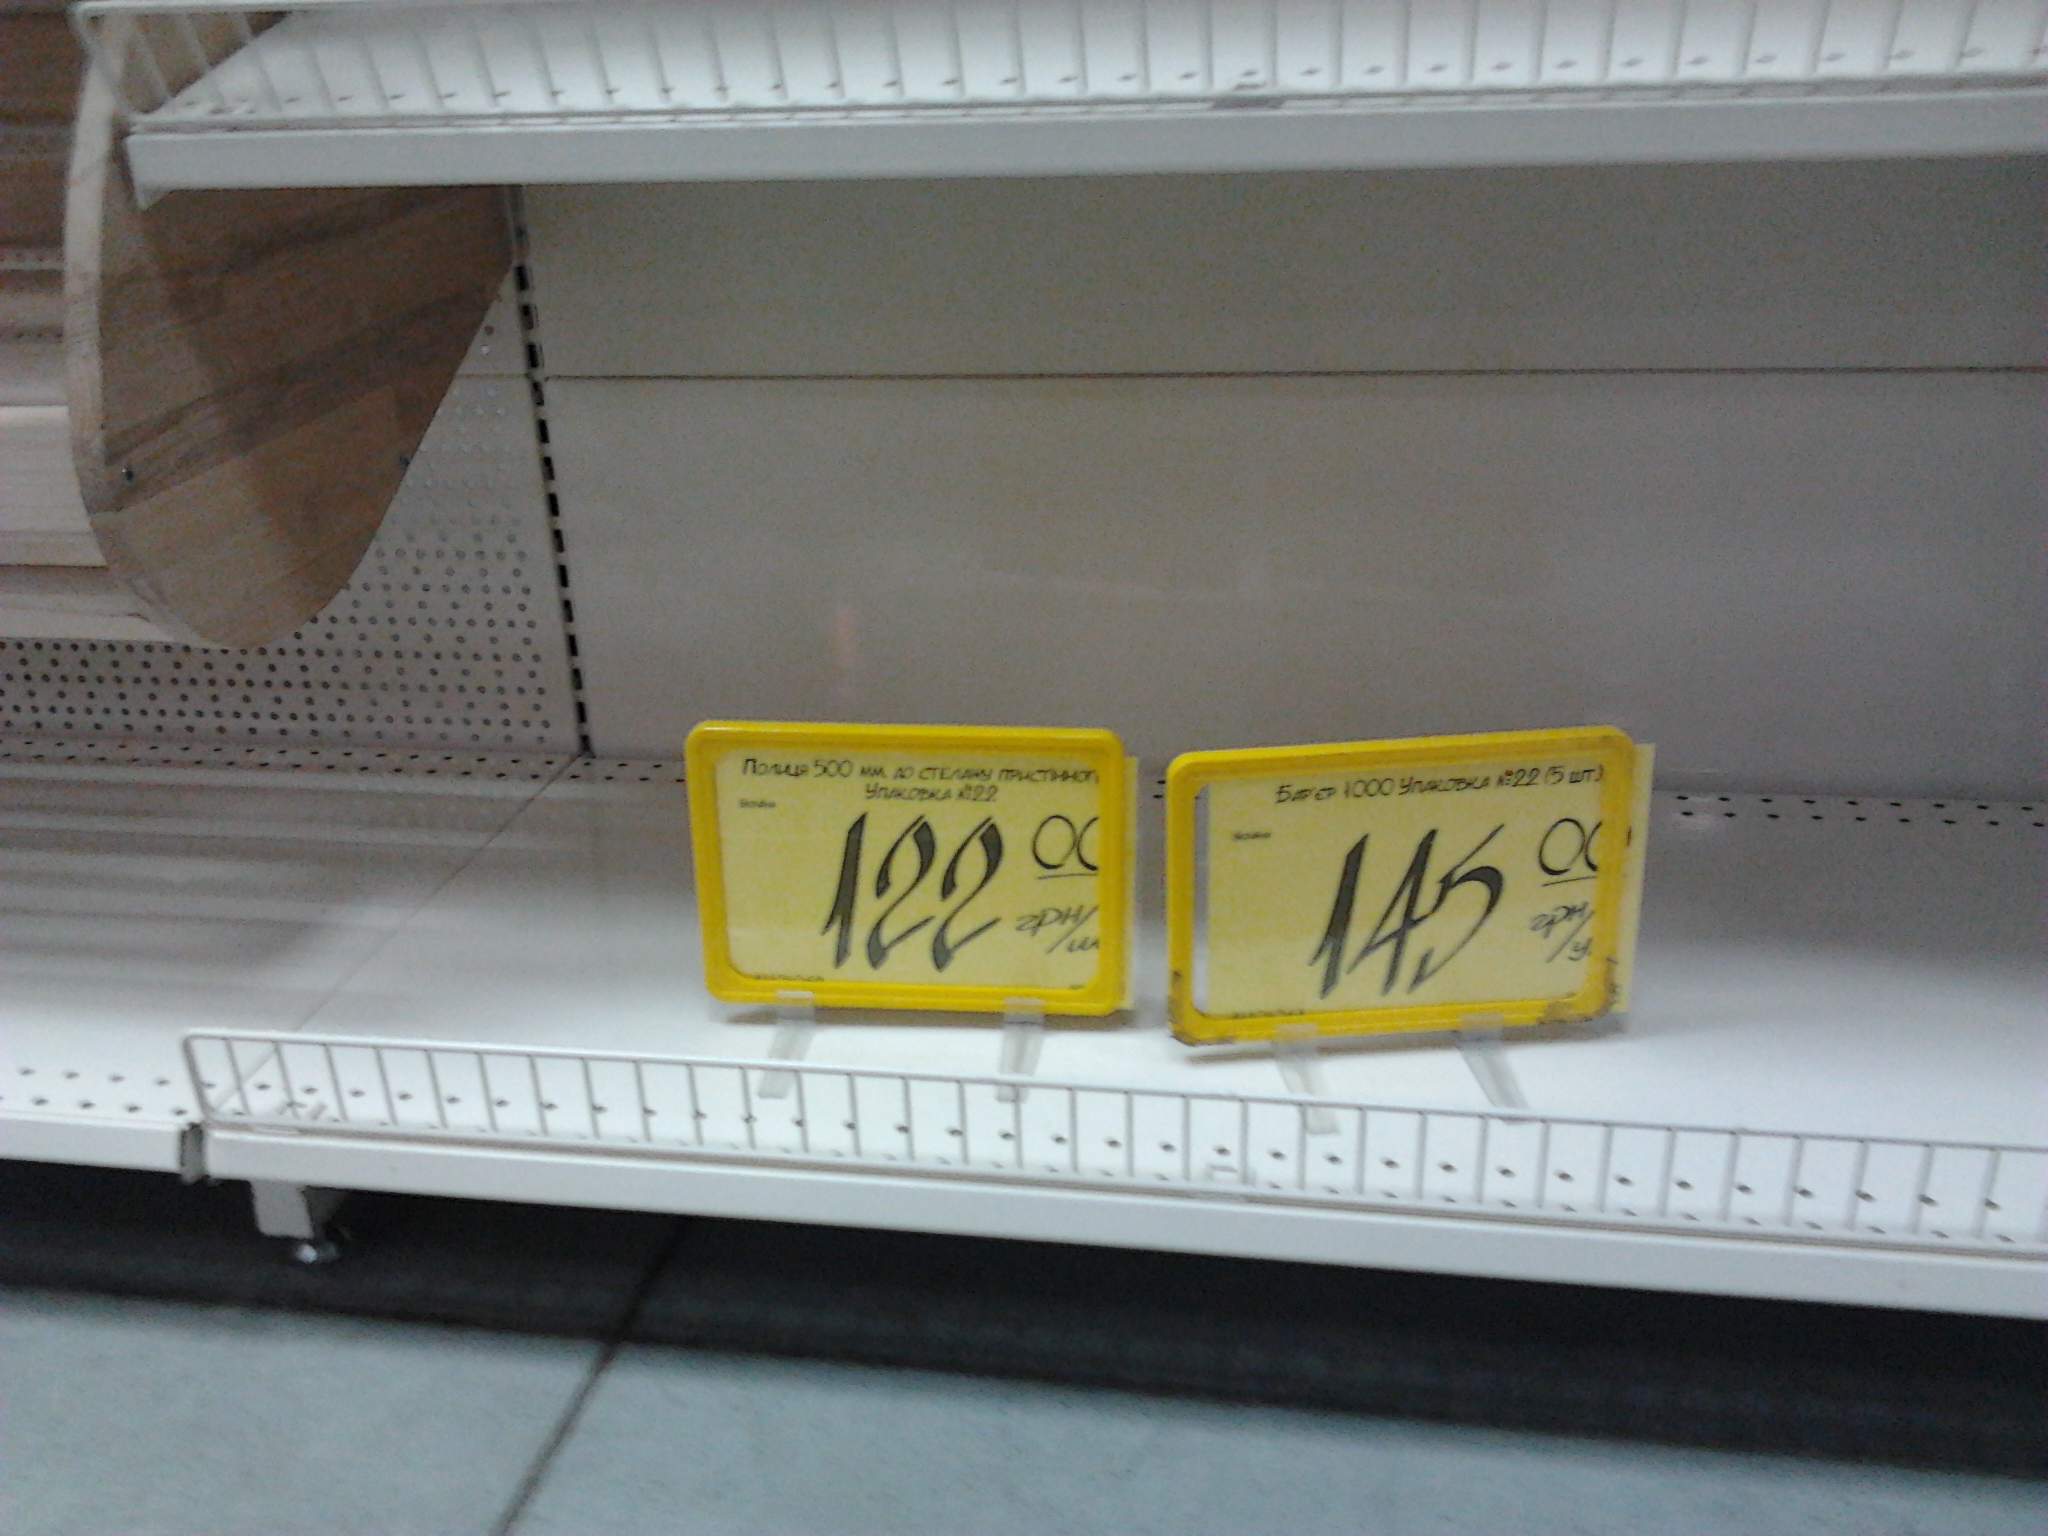 Полиця 500 мм. до стелажу пристінног
Упаковка №22
122 00
грн/
Бар'єр 1000 Упаковка №22 (5 шт)
145 00
грн/у